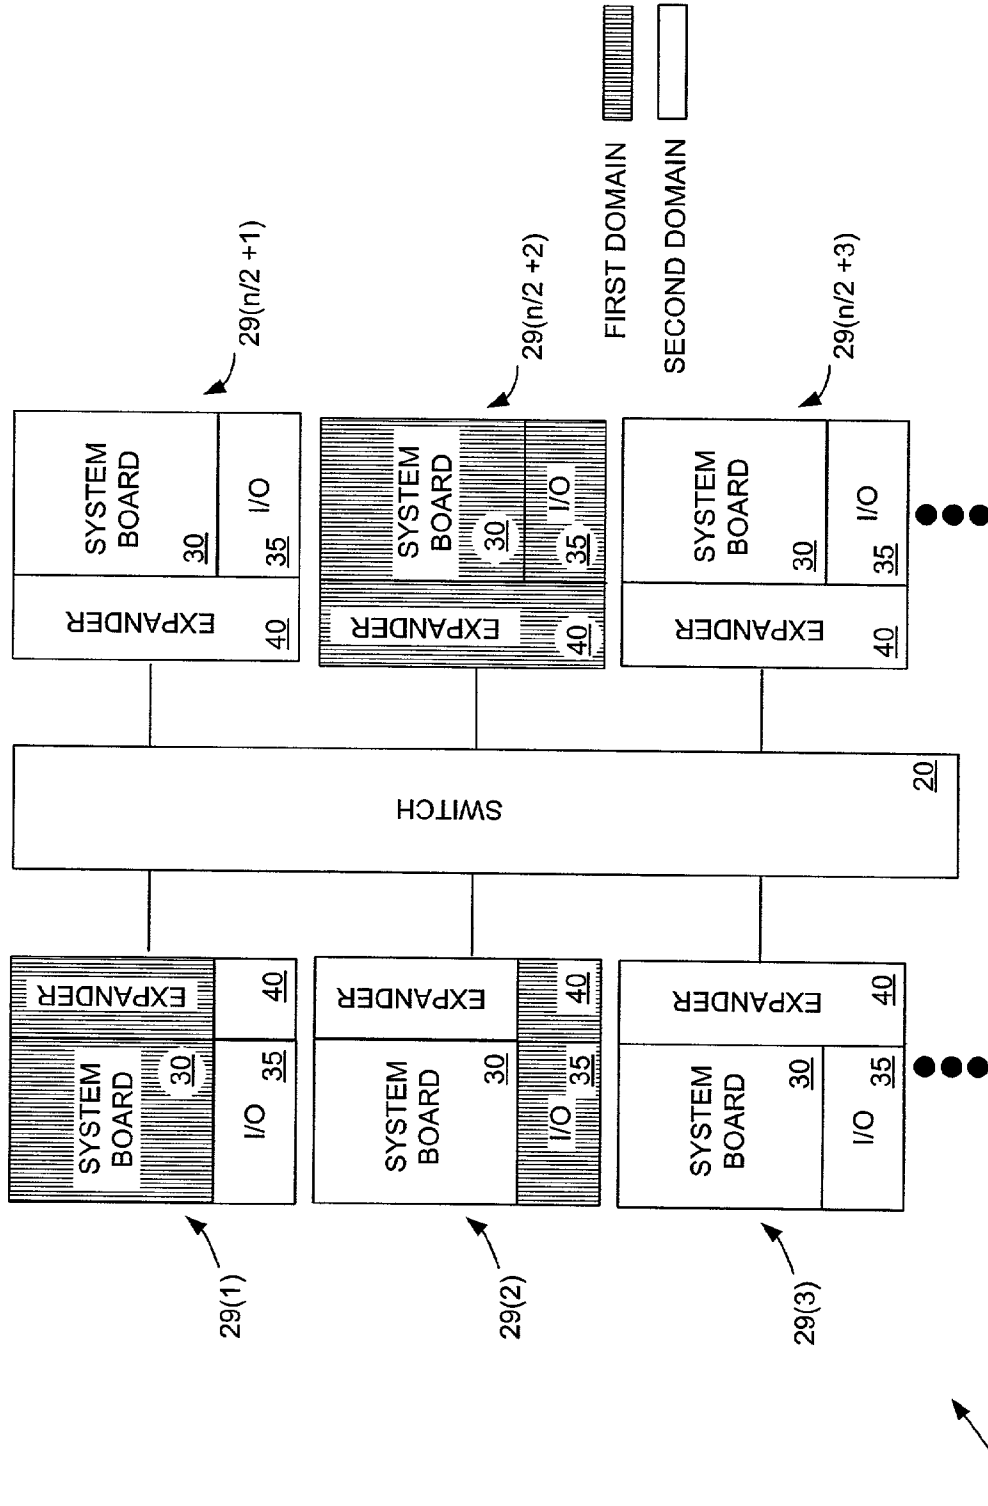 29(1)
SYSTEM
BOARD
30
EXPANDER
I/O
35
40
29(2)
SYSTEM
BOARD
30
EXPANDER
I/O
35
40
29(3)
SYSTEM
BOARD
30
EXPANDER
I/O
35
40
SWITCH
20
29(n/2 +1)
EXPANDER
40
SYSTEM
BOARD
30
I/O
35
29(n/2 +2)
EXPANDER
40
SYSTEM
BOARD
30
I/O
35
29(n/2 +3)
EXPANDER
40
SYSTEM
BOARD
30
I/O
35
FIRST DOMAIN
SECOND DOMAIN